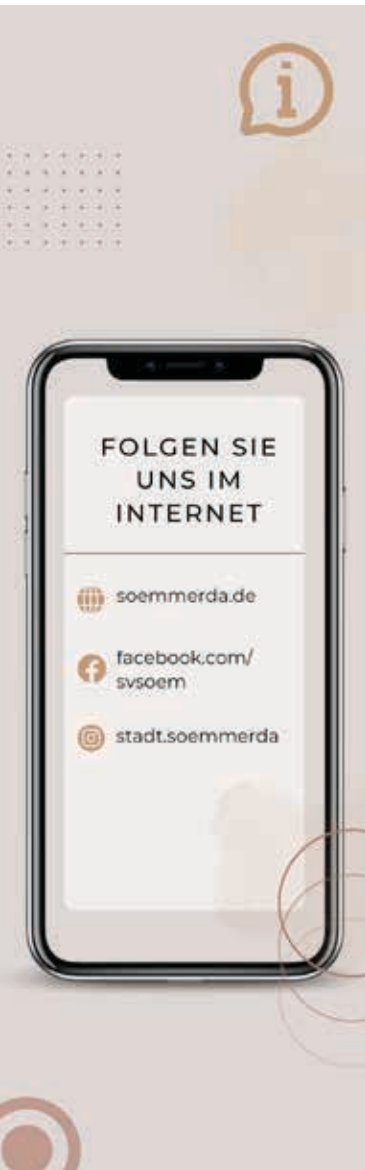 FOLGEN SIE
UNS IM
INTERNET
soemmerda.de
facebook.com/
svsoem
stadt.soemmerda